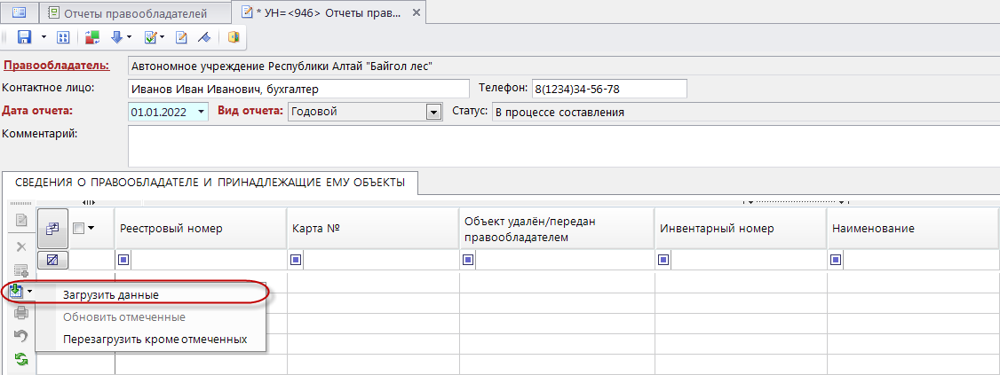 Отчеты правообладателей
* УН=<946> Отчеты прав...
Правообладатель: Автономное учреждение Республики Алтай "Байгол лес"
Контактное лицо: Иванов Иван Иванович, бухгалтер Телефон: 8(1234)34-56-78
Дата отчета: 01.01.2022 Вид отчета: Годовой Статус: В процессе составления
Комментарий:
СВЕДЕНИЯ О ПРАВООБЛАДАТЕЛЕ И ПРИНАДЛЕЖАЩИЕ ЕМУ ОБЪЕКТЫ
Реестровый номер
Карта №
Объект удалён/передан
правообладателем
Инвентарный номер
Наименование
Загрузить данные
Обновить отмеченные
Перезагрузить кроме отмеченных